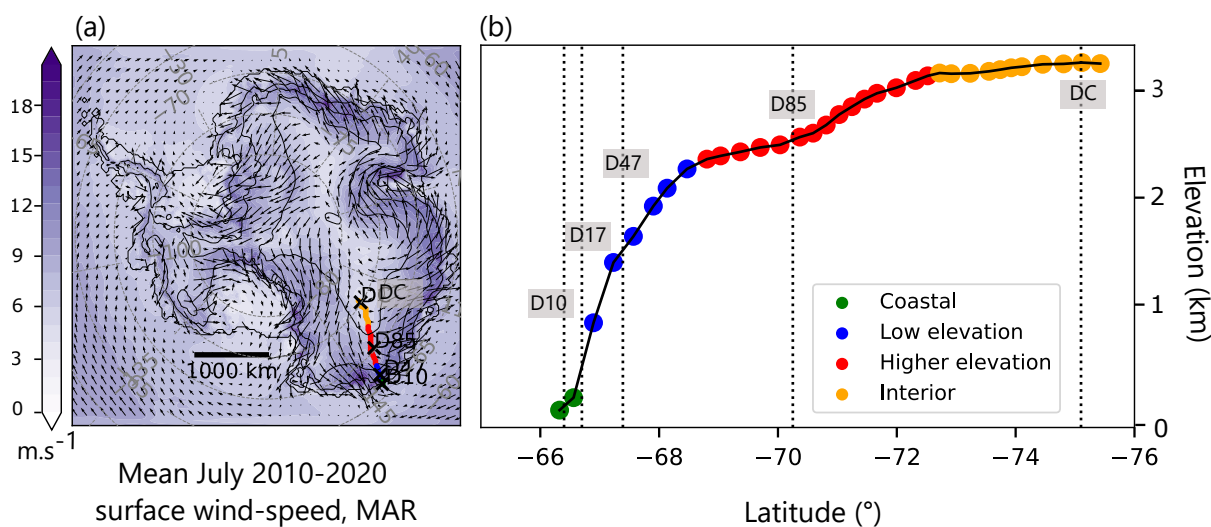 (a)
(b)
18
15
12
9
6
3
0
m.s⁻¹
1000 km
DC
D85
D10
Mean July 2010-2020
surface wind-speed, MAR
D10
D17
D47
D85
DC
Coastal
Low elevation
Higher elevation
Interior
3
2
1
0
Elevation (km)
−66
−68
−70
−72
−74
−76
Latitude (°)